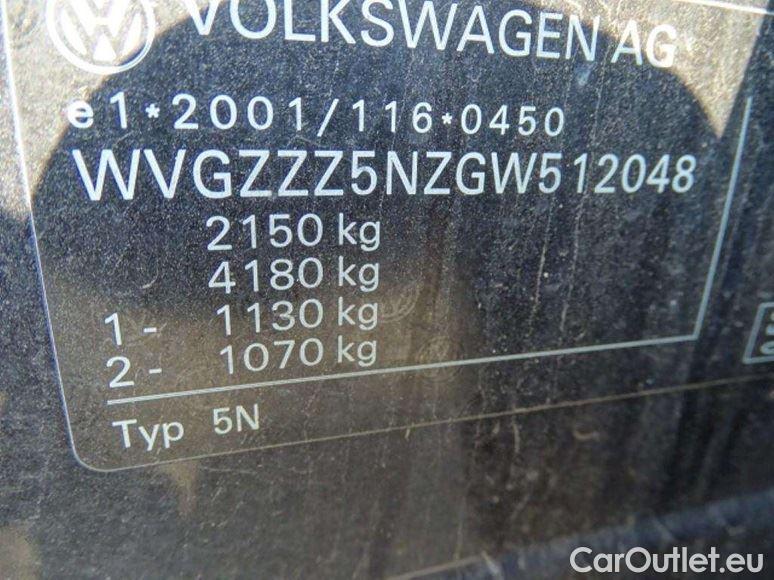 VOLKSWAGEN AG
e1*2001/116*0450
WVGZZZ5NZGW512048
2150 kg
4180 kg
1 - 1130 kg
2 - 1070 kg
Typ 5N
CarOutlet.eu